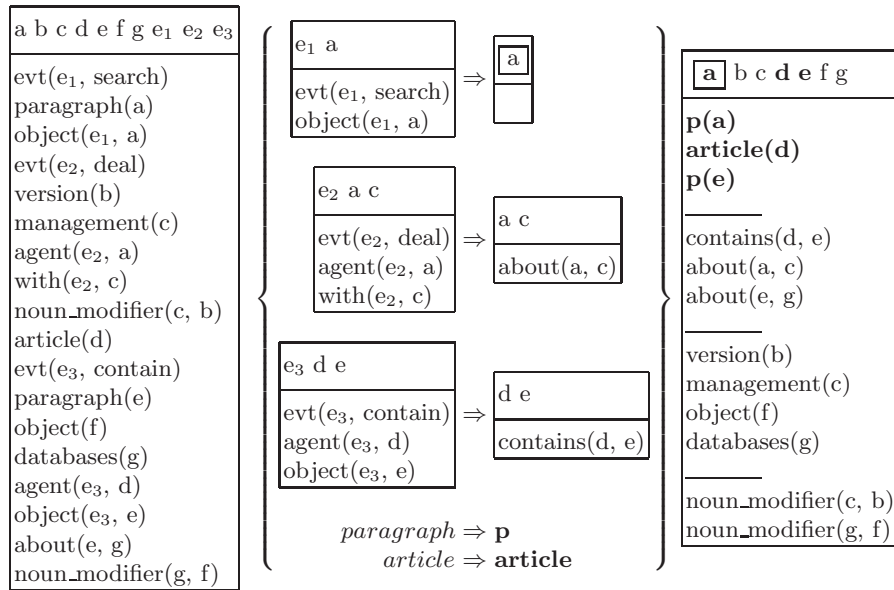 a b c d e f g e₁ e₂ e₃
evt(e₁, search)
paragraph(a)
object(e₁, a)
evt(e₂, deal)
version(b)
management(c)
agent(e₂, a)
with(e₂, c)
noun_modifier(c, b)
article(d)
evt(e₃, contain)
paragraph(e)
object(f)
databases(g)
agent(e₃, d)
object(e₃, e)
about(e, g)
noun_modifier(g, f)
e₁ a
evt(e₁, search)
object(e₁, a)
⇒
a
e₂ a c
evt(e₂, deal)
agent(e₂, a)
with(e₂, c)
⇒
a c
about(a, c)
e₃ d e
evt(e₃, contain)
agent(e₃, d)
object(e₃, e)
⇒
d e
contains(d, e)
paragraph ⇒ p
article ⇒ article
a b c d e f g
p(a)
article(d)
p(e)
contains(d, e)
about(a, c)
about(e, g)
version(b)
management(c)
object(f)
databases(g)
noun_modifier(c, b)
noun_modifier(g, f)